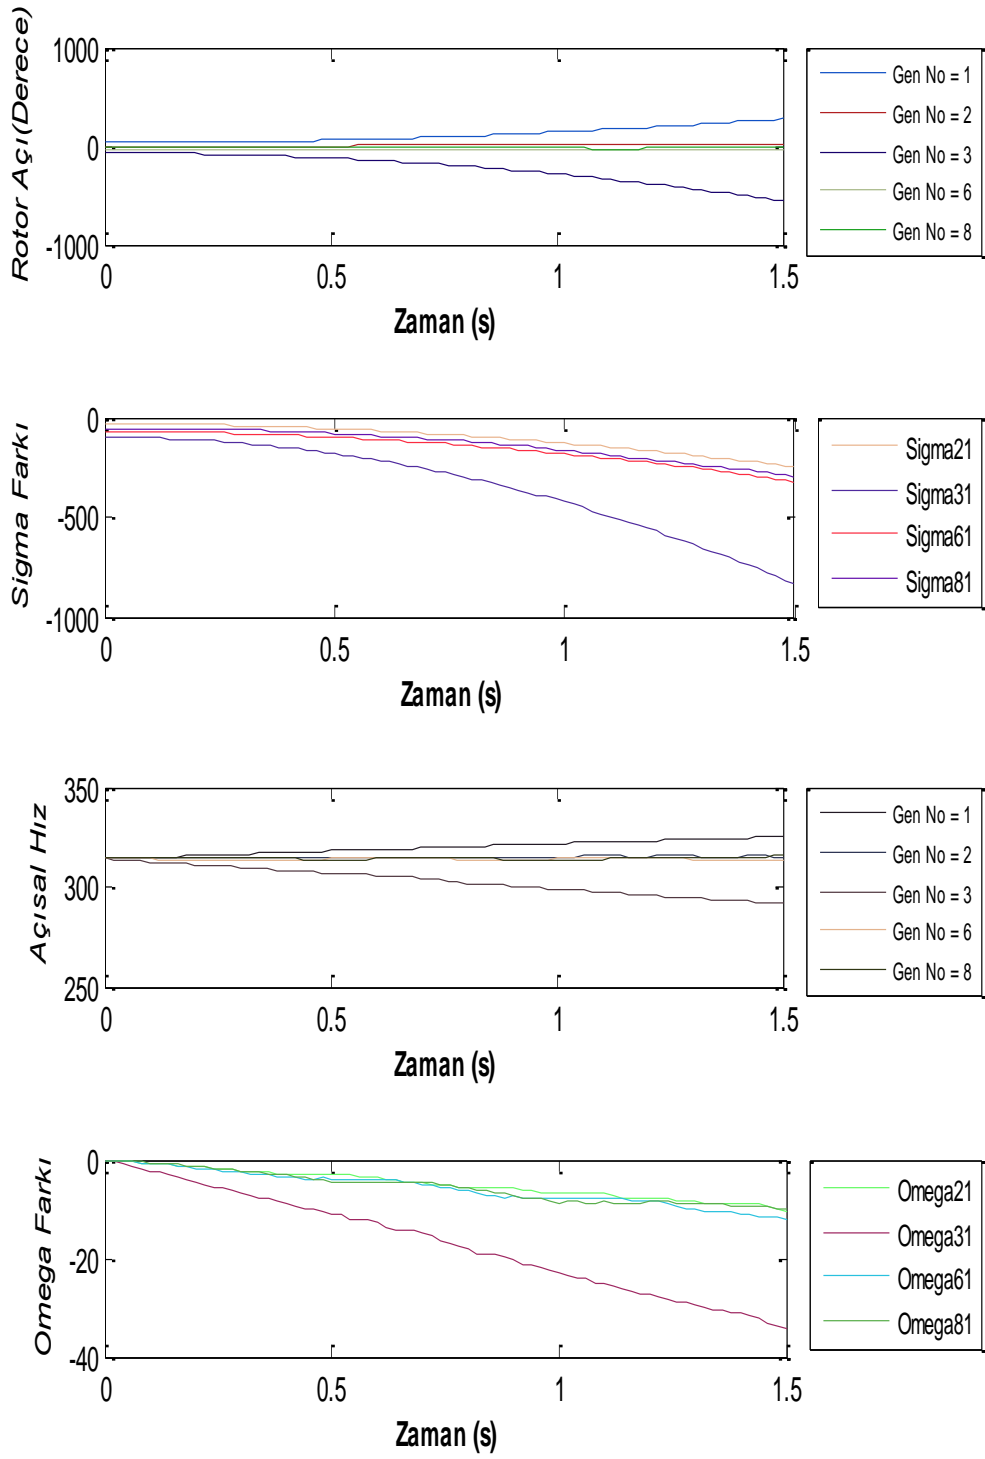 Rotor Açı(Derece)
1000
0
-1000
0
0.5
1
1.5
Zaman (s)
Gen No = 1
Gen No = 2
Gen No = 3
Gen No = 6
Gen No = 8
Sigma Farkı
0
-500
-1000
0
0.5
1
1.5
Zaman (s)
Sigma21
Sigma31
Sigma61
Sigma81
Açısal Hız
350
300
250
0
0.5
1
1.5
Zaman (s)
Gen No = 1
Gen No = 2
Gen No = 3
Gen No = 6
Gen No = 8
Omega Farkı
0
-20
-40
0
0.5
1
1.5
Zaman (s)
Omega21
Omega31
Omega61
Omega81